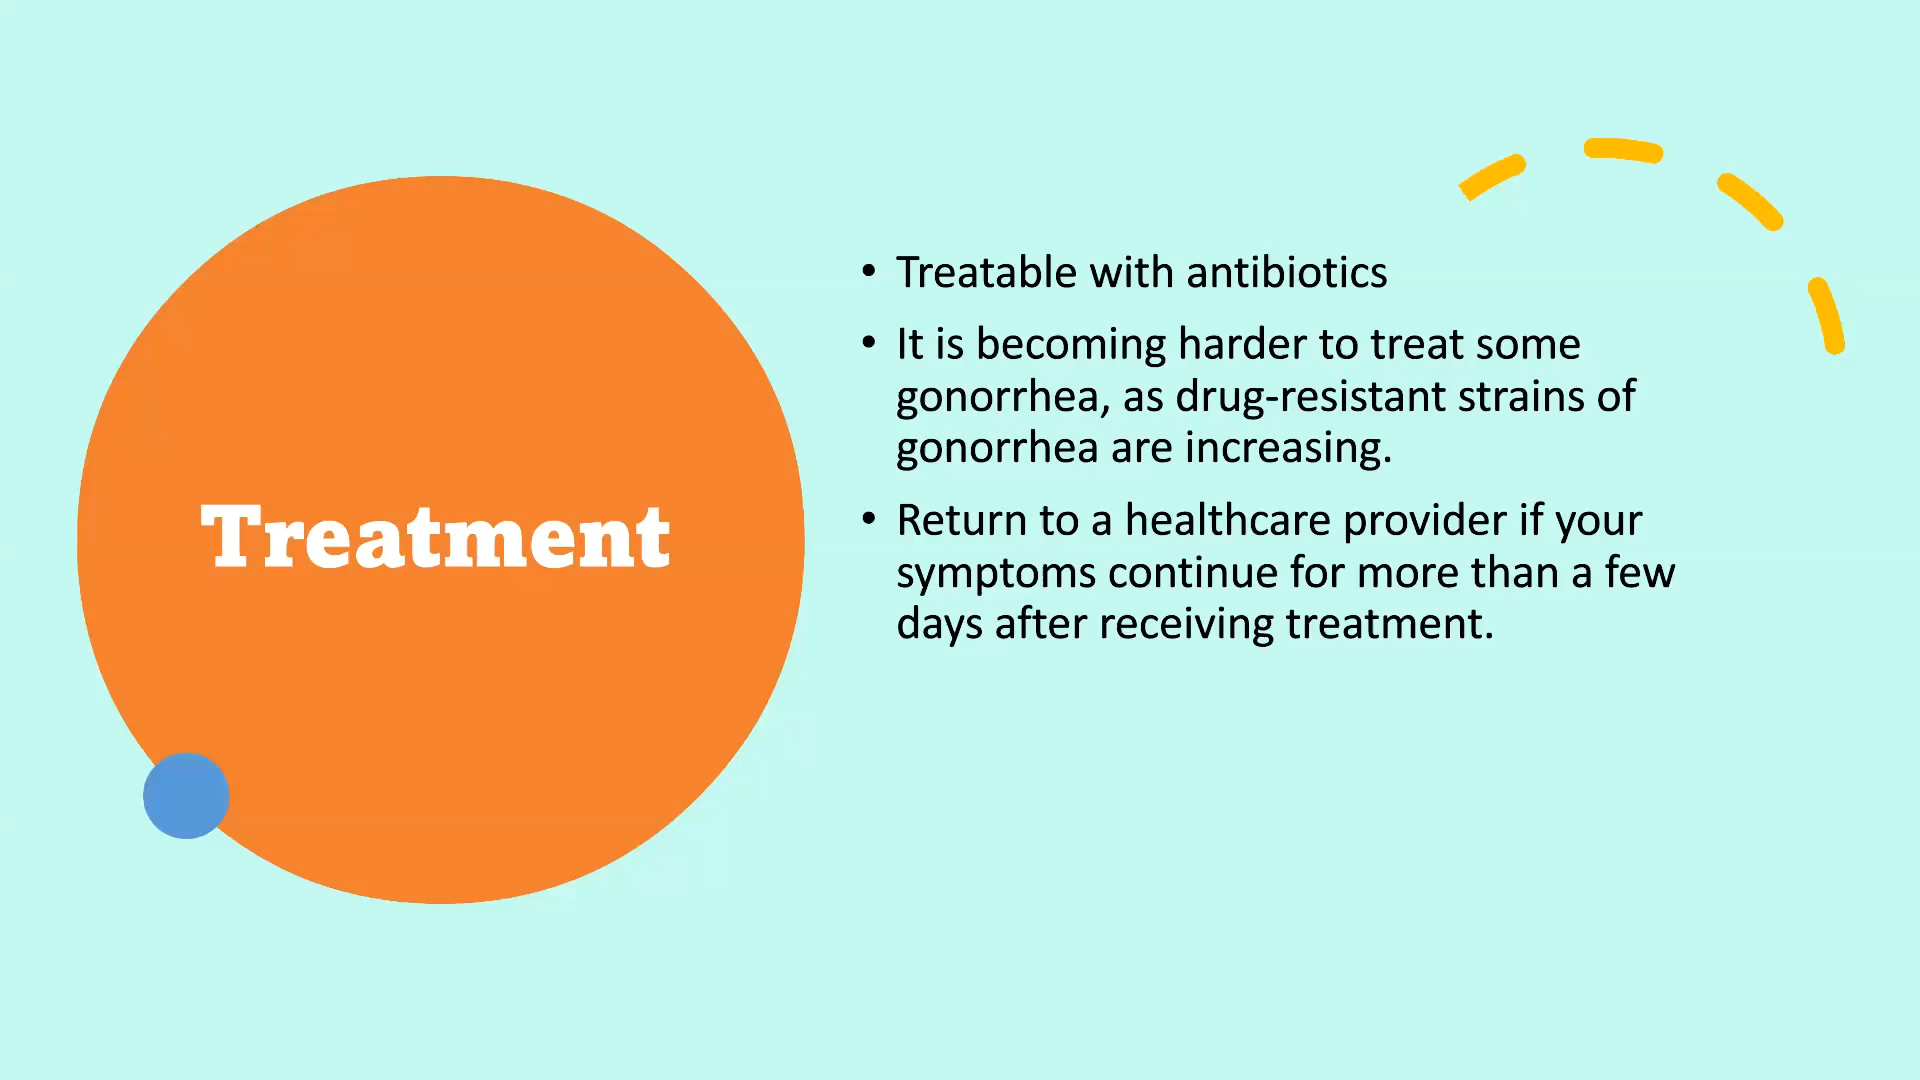 Treatment
• Treatable with antibiotics
• It is becoming harder to treat some
gonorrhea, as drug-resistant strains of
gonorrhea are increasing.
• Return to a healthcare provider if your
symptoms continue for more than a few
days after receiving treatment.